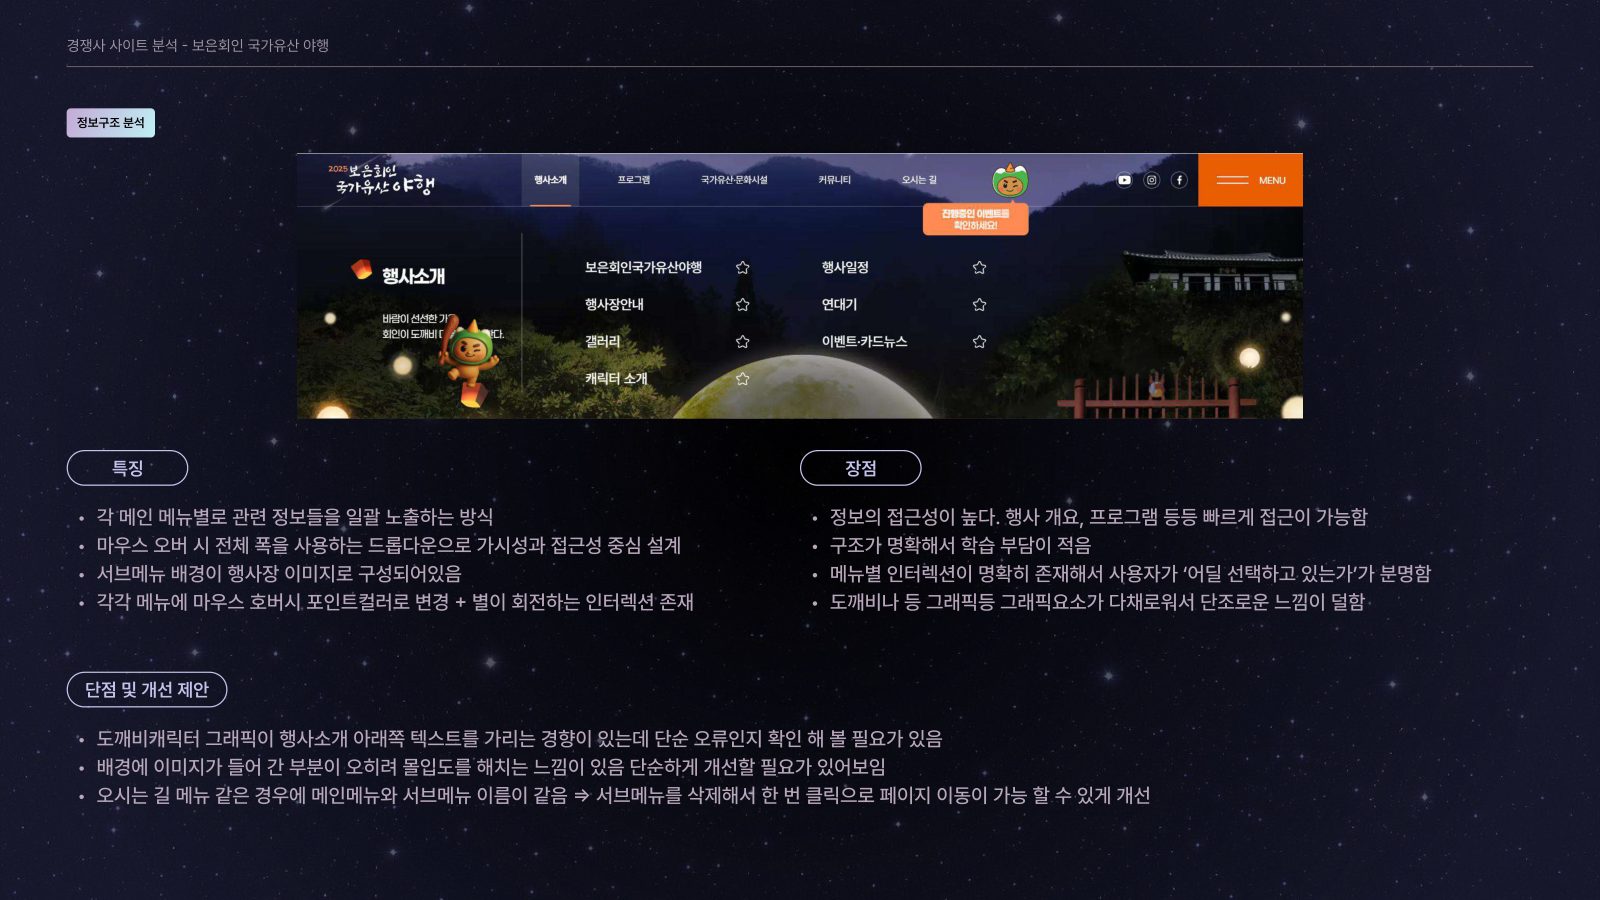 경쟁사 사이트 분석 - 보은회인 국가유산 야행
정보구조 분석
2025 보은회인
국가유산 야행
행사소개
프로그램
국가유산·문화시설
커뮤니티
오시는 길
MENU
진행중인 이벤트를
확인하세요!
행사소개
바람이 선선한 가
회인이 도깨비
다.
보은회인국가유산야행
행사일정
행사장안내
연대기
갤러리
이벤트·카드뉴스
캐릭터 소개
특징
• 각 메인 메뉴별로 관련 정보들을 일괄 노출하는 방식
• 마우스 오버 시 전체 폭을 사용하는 드롭다운으로 가시성과 접근성 중심 설계
• 서브메뉴 배경이 행사장 이미지로 구성되어있음
• 각각 메뉴에 마우스 호버시 포인트컬러로 변경 + 별이 회전하는 인터렉션 존재
장점
• 정보의 접근성이 높다. 행사 개요, 프로그램 등등 빠르게 접근이 가능함
• 구조가 명확해서 학습 부담이 적음
• 메뉴별 인터렉션이 명확히 존재해서 사용자가 ‘어딜 선택하고 있는가’가 분명함
• 도깨비나 등 그래픽등 그래픽요소가 다채로워서 단조로운 느낌이 덜함
단점 및 개선 제안
• 도깨비캐릭터 그래픽이 행사소개 아래쪽 텍스트를 가리는 경향이 있는데 단순 오류인지 확인 해 볼 필요가 있음
• 배경에 이미지가 들어 간 부분이 오히려 몰입도를 해치는 느낌이 있음 단순하게 개선할 필요가 있어보임
• 오시는 길 메뉴 같은 경우에 메인메뉴와 서브메뉴 이름이 같음 ⇒ 서브메뉴를 삭제해서 한 번 클릭으로 페이지 이동이 가능 할 수 있게 개선